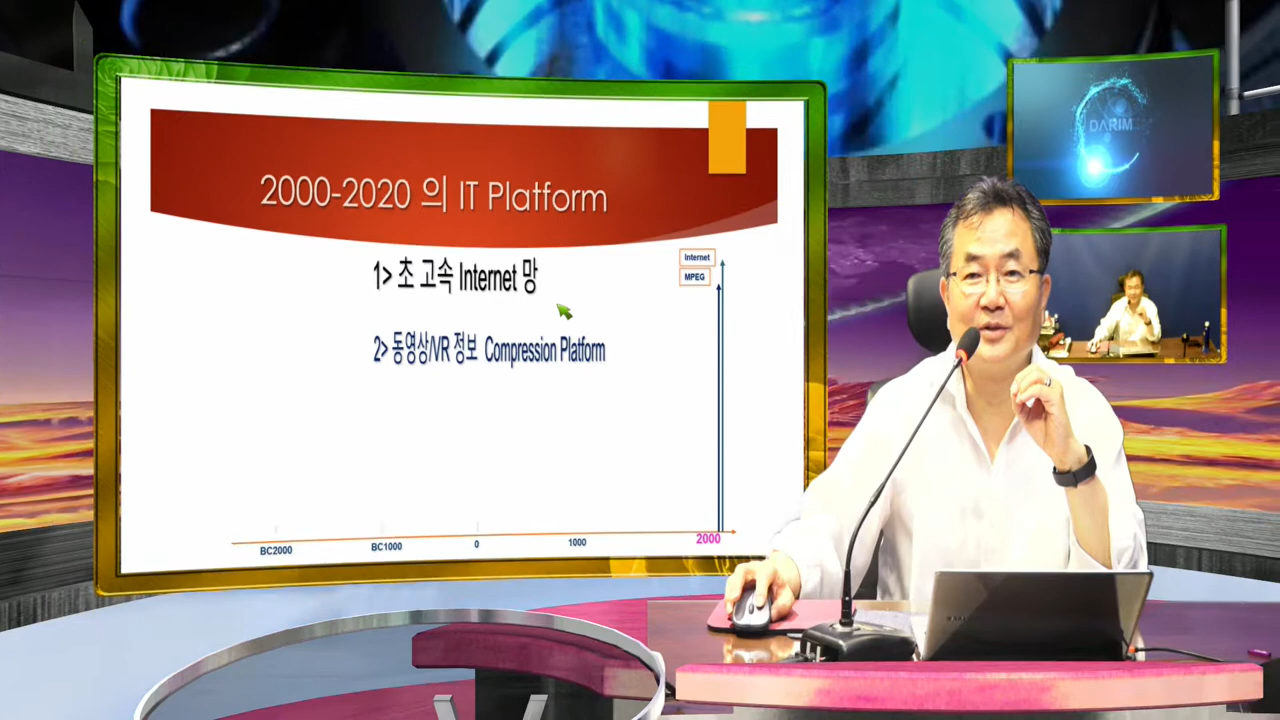 2000-2020 의 IT Platform
1> 초 고속 Internet 망
2> 동영상/VR 정보 Compression Platform
Internet
MPEG
BC2000
BC1000
0
1000
2000
DARIM